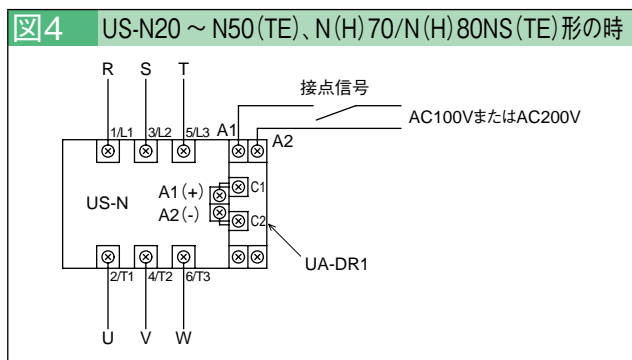 図4 US-N20～N50(TE)、N(H)70/N(H)80NS(TE)形の時
R S T
接点信号
AC100VまたはAC200V
1/L1 3/L2 5/L3 A1 A2
US-N
A1(+) C1
A2(-) C2
UA-DR1
2/T1 4/T2 6/T3
U V W